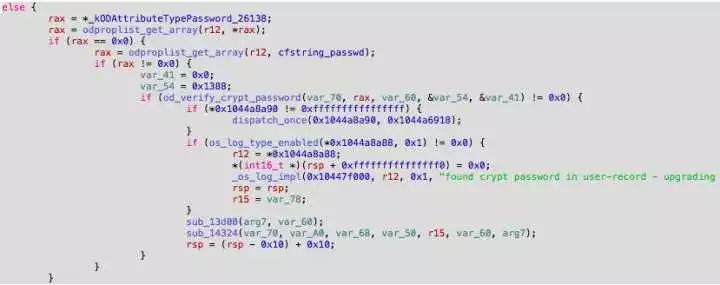 else {
rax = *_kODAttributeTypePassword_26138;
rax = odproplist_get_array(r12, *rax);
if (rax == 0x0) {
rax = odproplist_get_array(r12, cfstring_passwd);
if (rax != 0x0) {
var_41 = 0x0;
var_54 = 0x1388;
if (od_verify_crypt_password(var_70, rax, var_60, &var_54, &var_41) != 0x0) {
if (*0x1044a8a90 != 0xffffffffffffffff) {
dispatch_once(0x1044a8a90, 0x1044a6918);
}
if (os_log_type_enabled(*0x1044a8a88, 0x1) != 0x0) {
r12 = *0x1044a8a88;
*(int16_t *)(rsp + 0xfffffffffffffff0) = 0x0;
_os_log_impl(0x10447f000, r12, 0x1, "found crypt password in user-record - upgrading
rsp = rsp;
r15 = var_78;
}
sub_13d00(arg7, var_60);
sub_14324(var_70, var_A0, var_68, var_50, r15, var_60, arg7);
rsp = (rsp - 0x10) + 0x10;
}
}
}